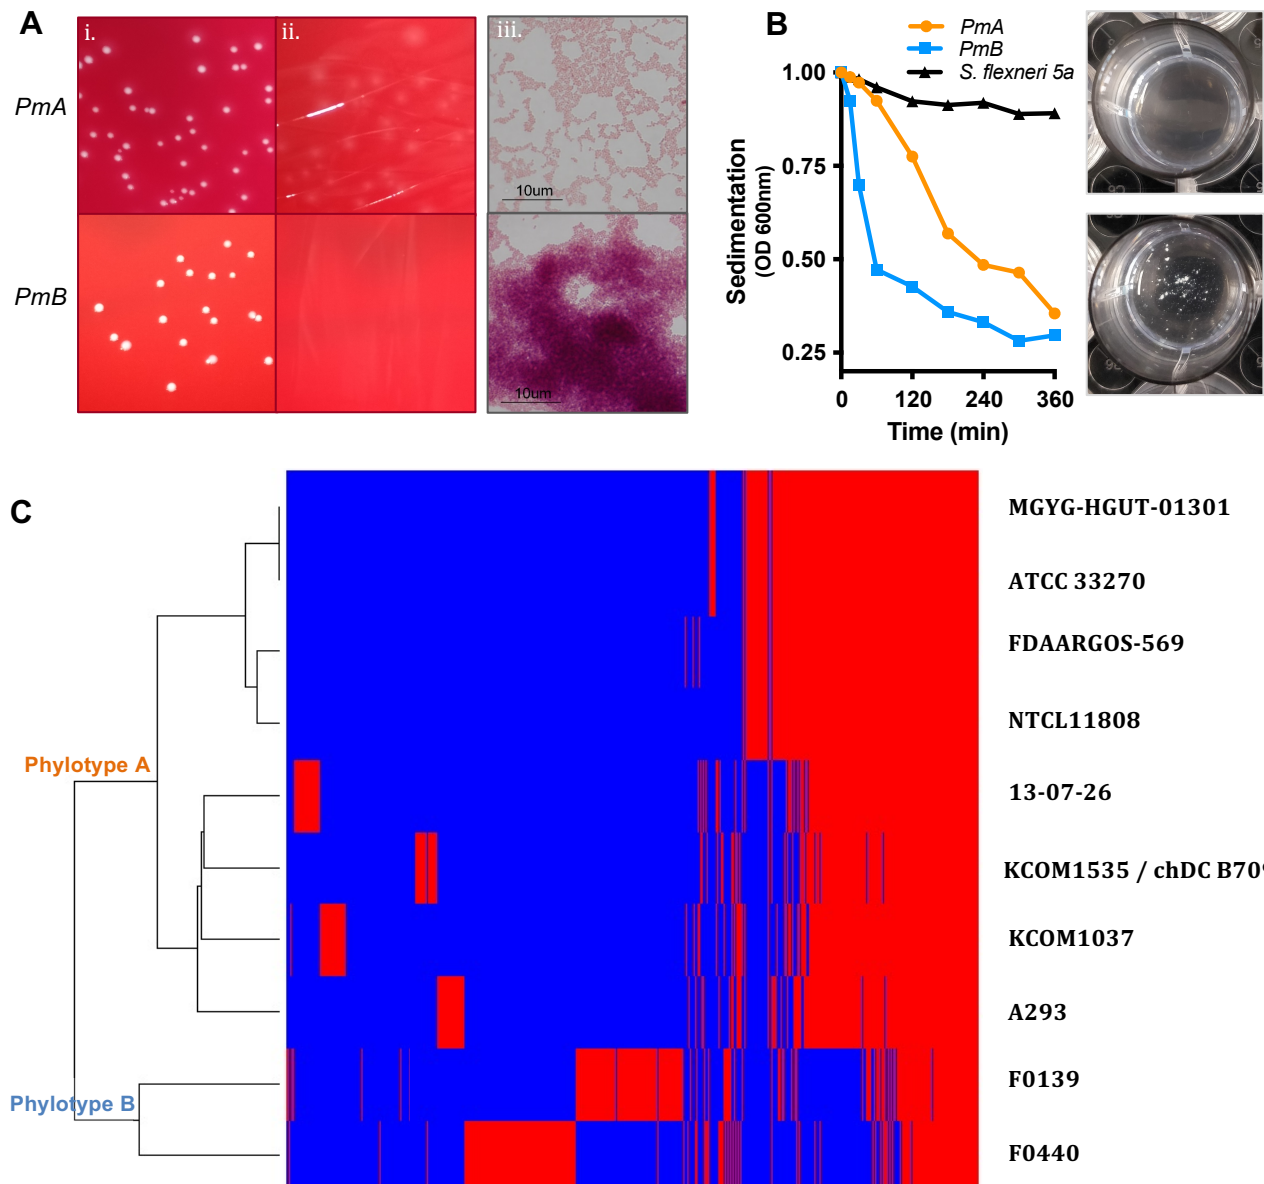 A
i.
ii.
iii.
PmA
PmB
10um
10um
B
PmA
PmB
S. flexneri 5a
Sedimentation
(OD 600nm)
1.00
0.75
0.50
0.25
0
120
240
360
Time (min)
C
Phylotype A
Phylotype B
MGYG-HGUT-01301
ATCC 33270
FDAARGOS-569
NTCL11808
13-07-26
KCOM1535 / chDC B709
KCOM1037
A293
F0139
F0440